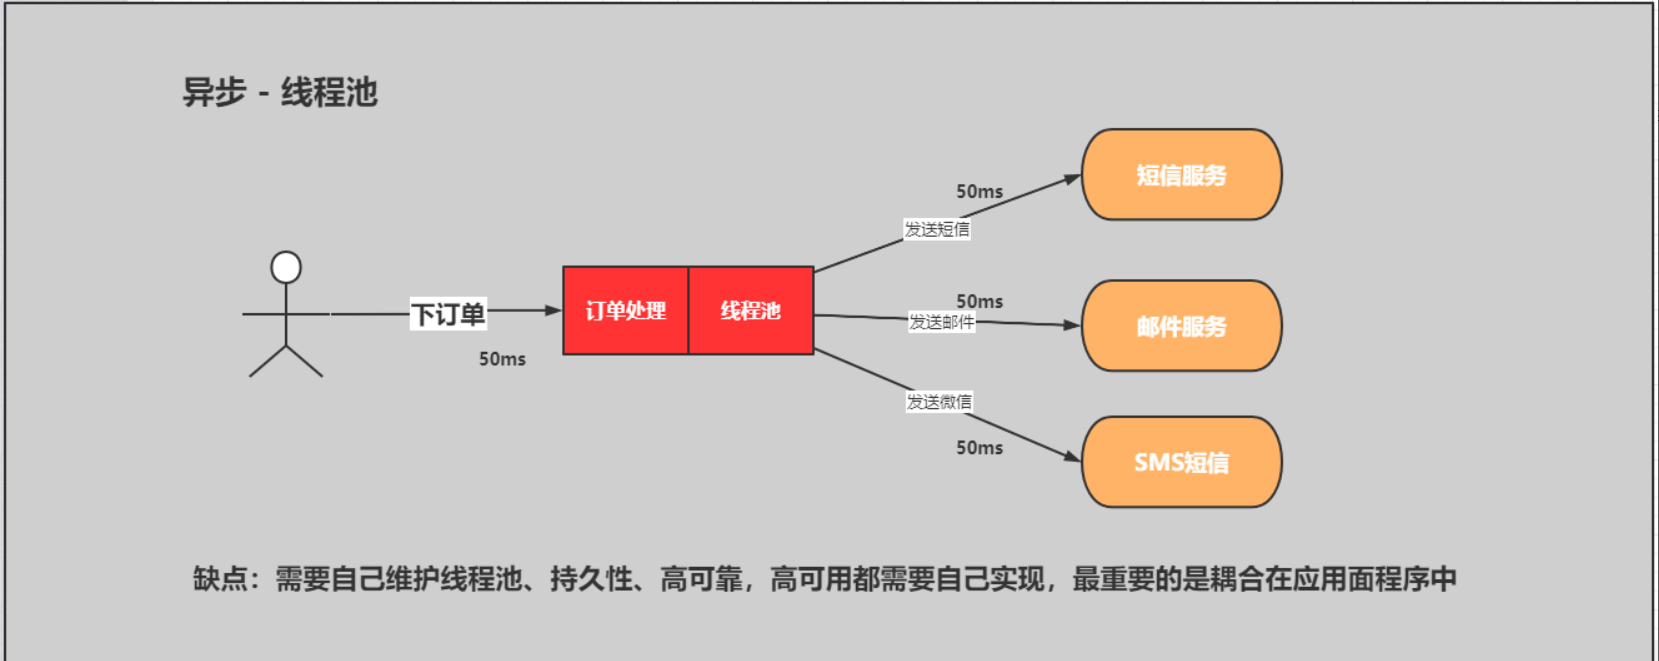 异步 - 线程池
50ms
短信服务
发送短信
下订单
50ms
订单处理
线程池
50ms
发送邮件
邮件服务
发送微信
50ms
SMS短信
缺点：需要自己维护线程池、持久性、高可靠，高可用都需要自己实现，最重要的是耦合在应用面程序中